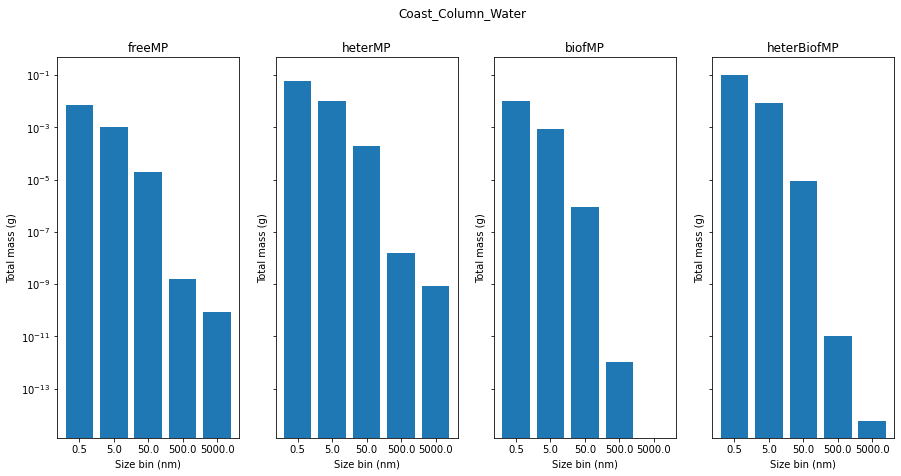 Coast_Column_Water
freeMP
heterMP
biofMP
heterBiofMP
Total mass (g)
10⁻¹
10⁻³
10⁻⁵
10⁻⁷
10⁻⁹
10⁻¹¹
10⁻¹³
0.5 5.0 50.0 500.0 5000.0
Size bin (nm)
Total mass (g)
0.5 5.0 50.0 500.0 5000.0
Size bin (nm)
Total mass (g)
0.5 5.0 50.0 500.0 5000.0
Size bin (nm)
Total mass (g)
0.5 5.0 50.0 500.0 5000.0
Size bin (nm)